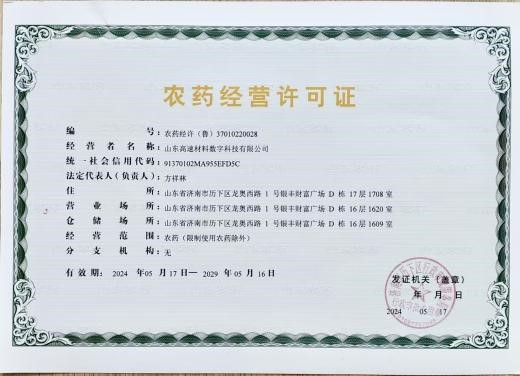 农药经营许可证
编号：农药经许（鲁）37010220028
经营者名称：山东高速材料数字科技有限公司
统一社会信用代码：91370102MA955EFD5C
法定代表人（负责人）：方祥林
住所：山东省济南市历下区龙奥西路 1 号银丰财富广场 D 栋 17 层 1708 室
营业场所：山东省济南市历下区龙奥西路 1 号银丰财富广场 D 栋 16 层 1620 室
仓储场所：山东省济南市历下区龙奥西路 1 号银丰财富广场 D 栋 16 层 1609 室
经营范围：农药（限制使用农药除外）
分支机构：无
有效期：2024 年05 月 17日— 2029 年 05 月 16日
发证机关（盖章）
年 月 日
2024 05 17